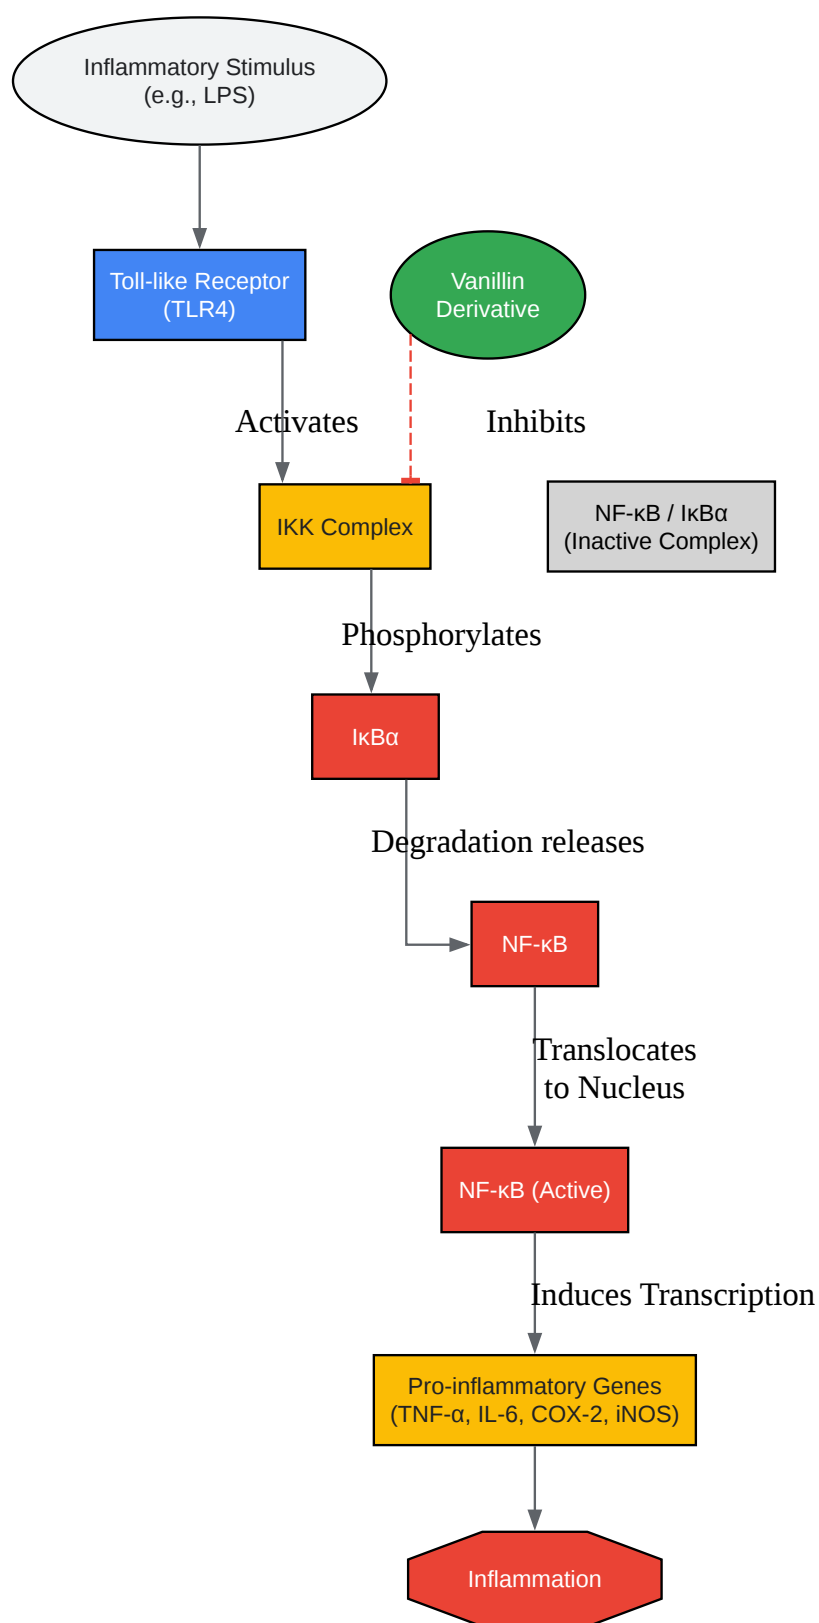 Inflammatory Stimulus
(e.g., LPS)
Toll-like Receptor
(TLR4)
Vanillin
Derivative
Activates
Inhibits
IKK Complex
NF-κB / IκBα
(Inactive Complex)
Phosphorylates
IκBα
Degradation releases
NF-κB
Translocates
to Nucleus
NF-κB (Active)
Induces Transcription
Pro-inflammatory Genes
(TNF-α, IL-6, COX-2, iNOS)
Inflammation